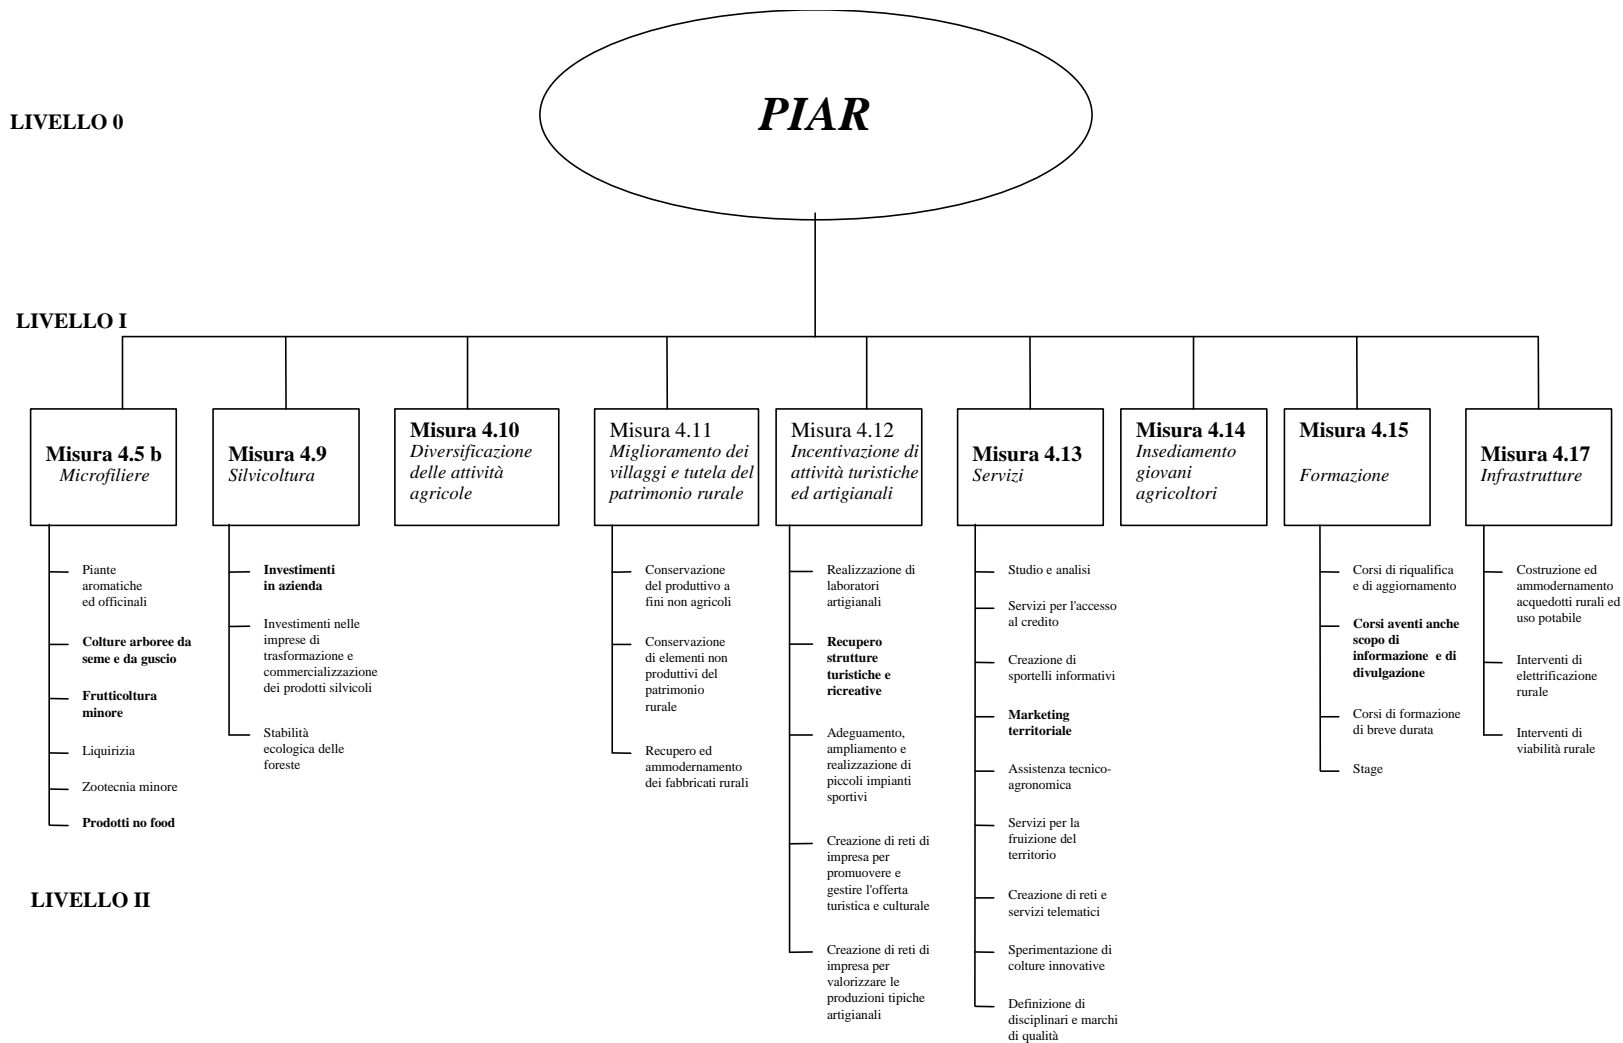 PIAR
LIVELLO 0
LIVELLO I
Misura 4.5 b
Microfiliere
Misura 4.9
Silvicoltura
Misura 4.10
Diversificazione
delle attività
agricole
Misura 4.11
Miglioramento dei
villaggi e tutela del
patrimonio rurale
Misura 4.12
Incentivazione di
attività turistiche
ed artigianali
Misura 4.13
Servizi
Misura 4.14
Insediamento
giovani
agricoltori
Misura 4.15
Formazione
Misura 4.17
Infrastrutture
Piante
aromatiche
ed officinali
Colture arboree da
seme e da guscio
Frutticoltura
minore
Liquirizia
Zootecnia minore
Prodotti no food
Investimenti
in azienda
Investimenti nelle
imprese di
trasformazione e
commercializzazione
dei prodotti silvicoli
Stabilità
ecologica delle
foreste
Conservazione
del produttivo a
fini non agricoli
Conservazione
di elementi non
produttivi del
patrimonio
rurale
Recupero ed
ammodernamento
dei fabbricati rurali
Realizzazione di
laboratori
artigianali
Recupero
strutture
turistiche e
ricreative
Adeguamento,
ampliamento e
realizzazione di
piccoli impianti
sportivi
Creazione di reti di
impresa per
promuovere e
gestire l'offerta
turistica e culturale
Creazione di reti di
impresa per
valorizzare le
produzioni tipiche
artigianali
Studio e analisi
Servizi per l'accesso
al credito
Creazione di
sportelli informativi
Marketing
territoriale
Assistenza tecnico-
agronomica
Servizi per la
fruizione del
territorio
Creazione di reti e
servizi telematici
Sperimentazione di
colture innovative
Definizione di
disciplinari e marchi
di qualità
Corsi di riqualifica
e di aggiornamento
Corsi aventi anche
scopo di
informazione e di
divulgazione
Corsi di formazione
di breve durata
Stage
Costruzione ed
ammodernamento
acquedotti rurali ed
uso potabile
Interventi di
elettrificazione
rurale
Interventi di
viabilità rurale
LIVELLO II